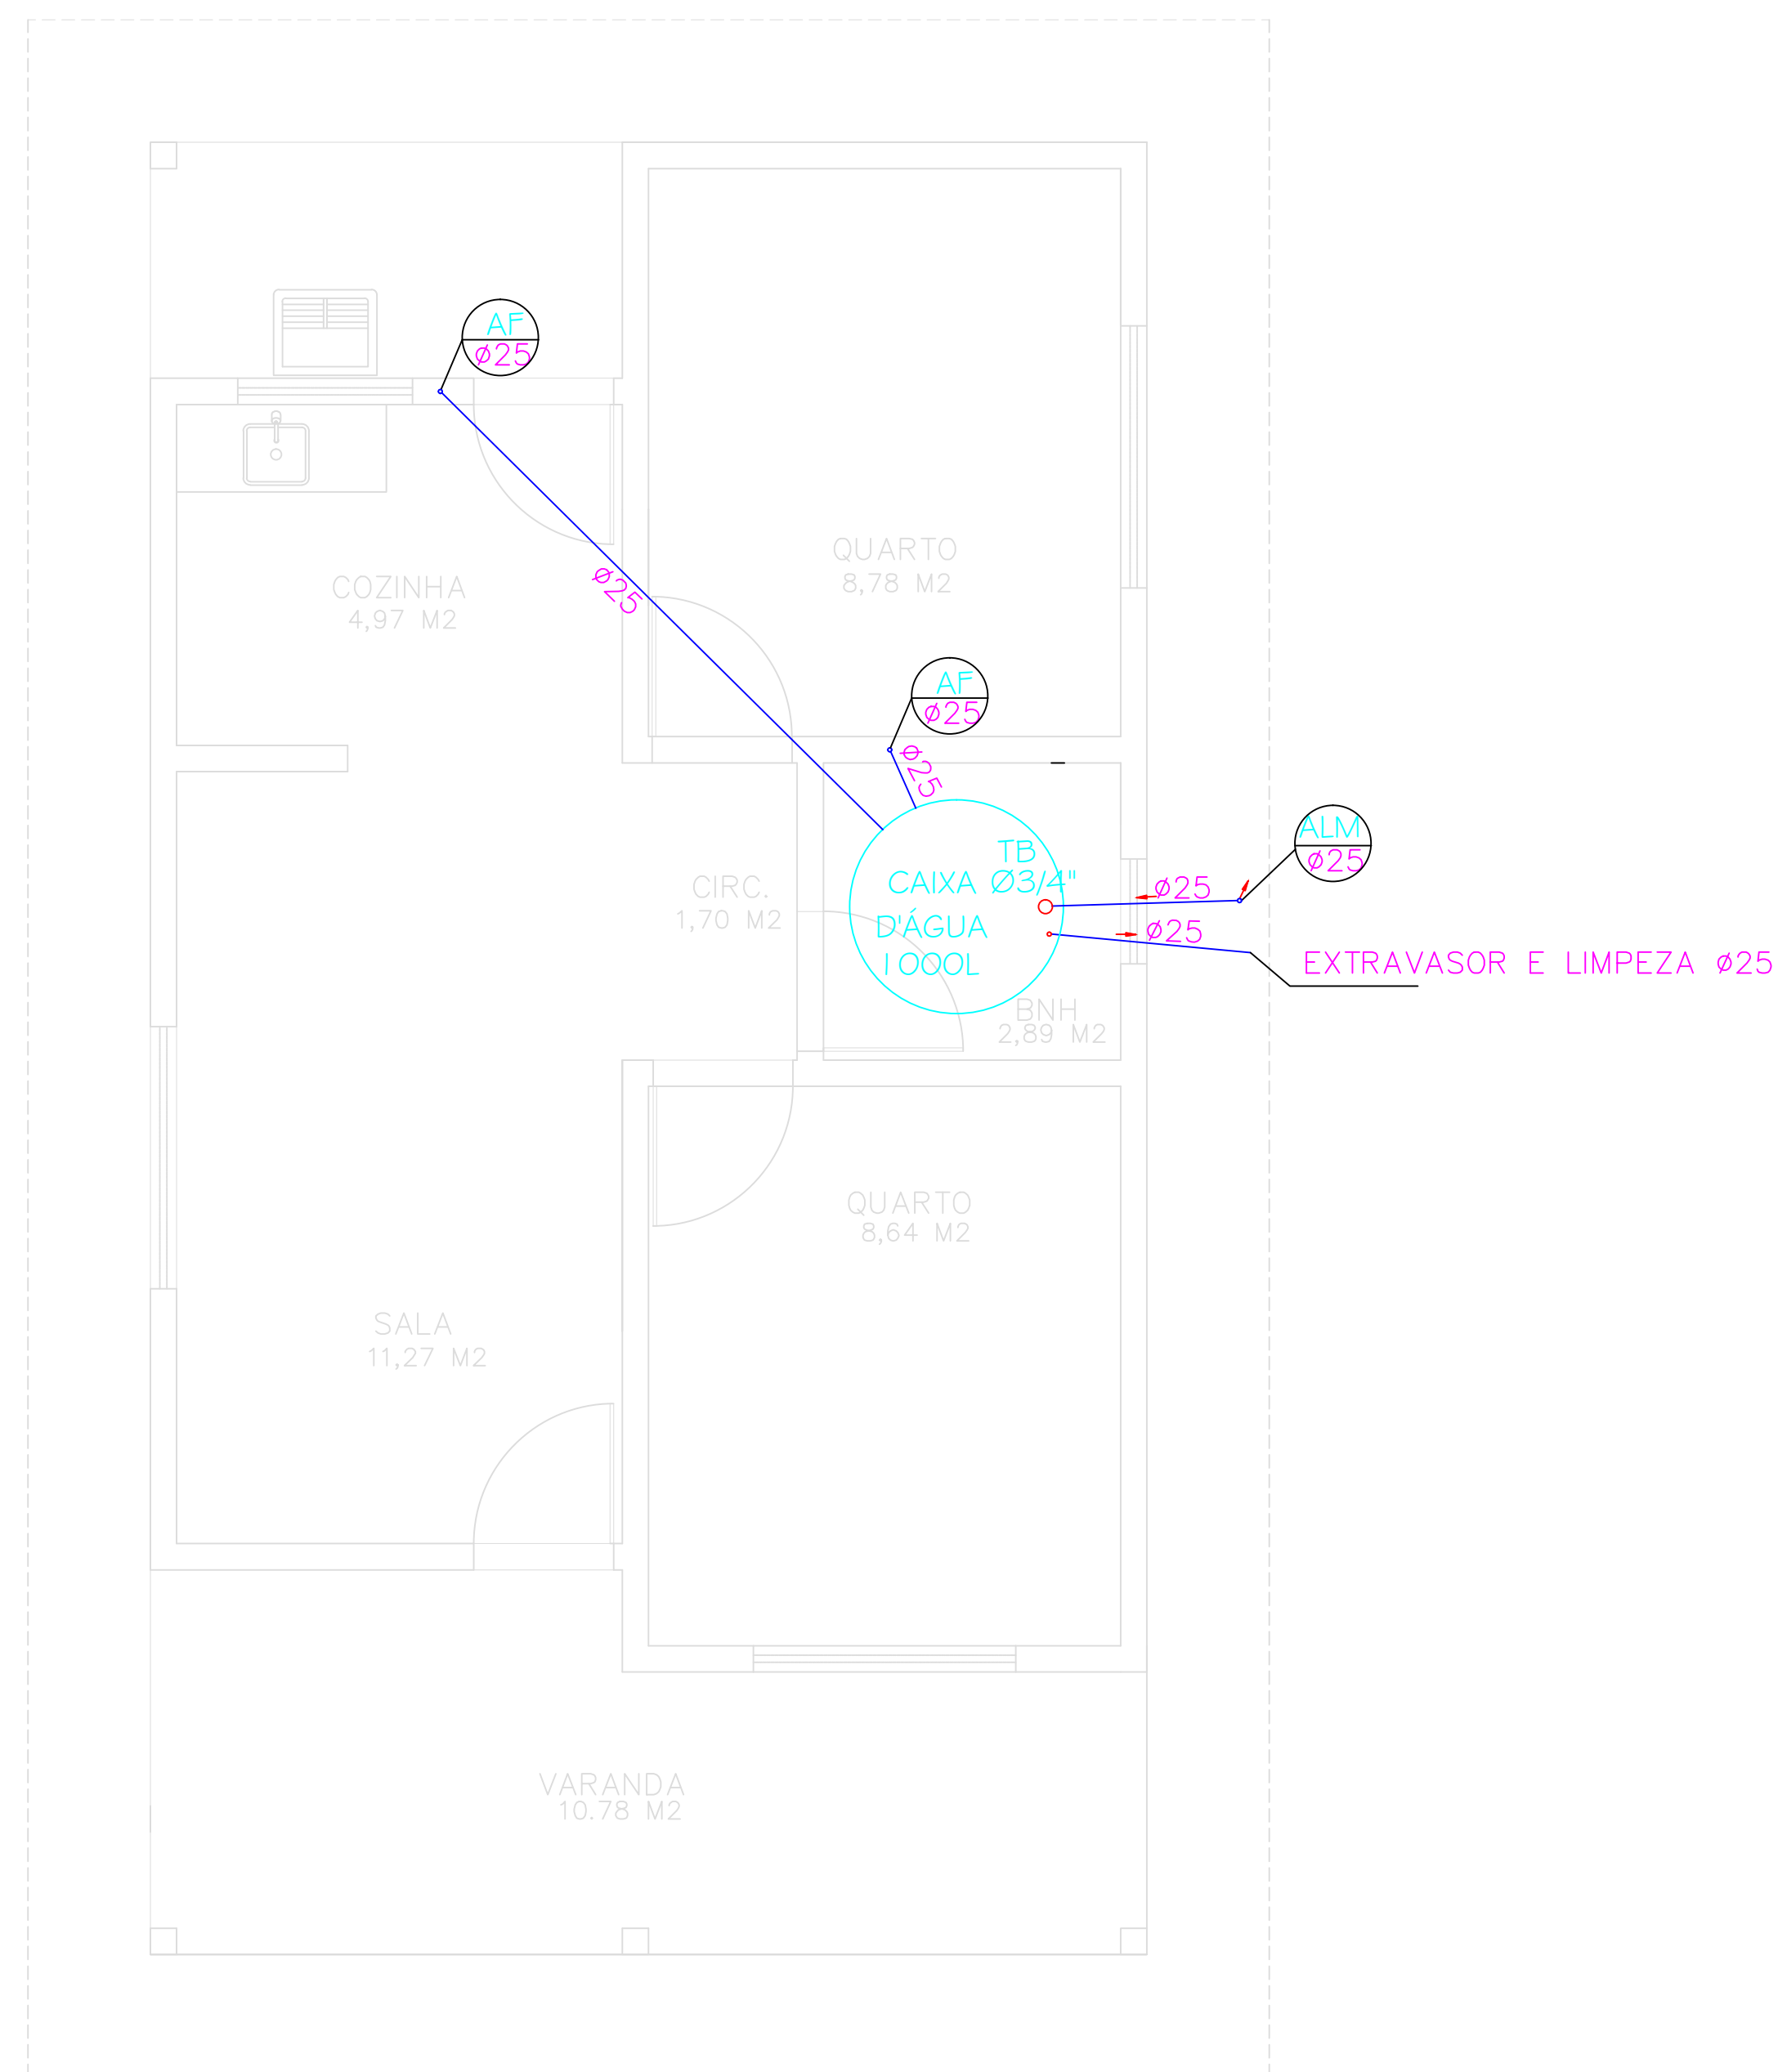 AF
ø25
QUARTO
8,78 M2
COZINHA
4,97 M2
ø25
AF
ø25
ø25
ALM
ø25
TB
CAIXA Ø3/4"
D'ÁGUA
1000L
CIRC.
1,70 M2
ø25
ø25
EXTRAVASOR E LIMPEZA ø25
BNH
2,89 M2
QUARTO
8,64 M2
SALA
11,27 M2
VARANDA
10.78 M2